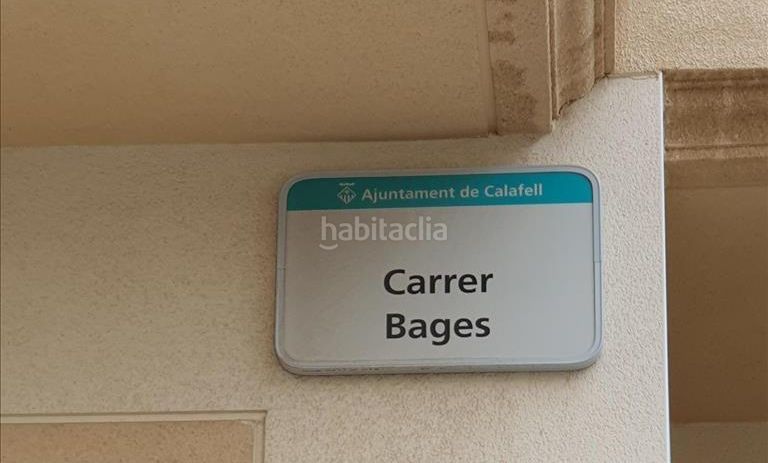 Ajuntament de Calafell
habitaclia
Carrer
Bages